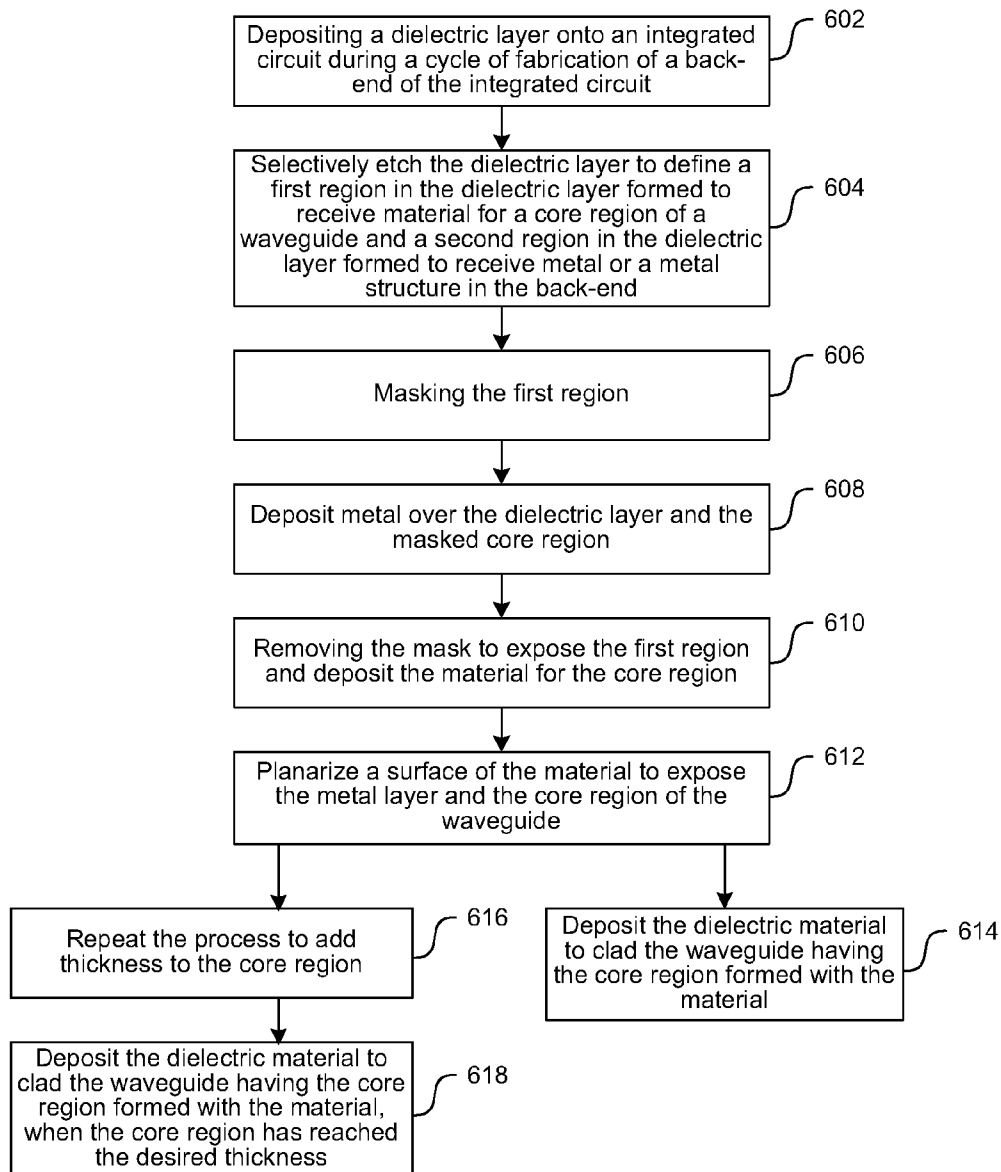 Depositing a dielectric layer onto an integrated
circuit during a cycle of fabrication of a back-
end of the integrated circuit
602
Selectively etch the dielectric layer to define a
first region in the dielectric layer formed to
receive material for a core region of a
waveguide and a second region in the dielectric
layer formed to receive metal or a metal
structure in the back-end
604
Masking the first region
606
Deposit metal over the dielectric layer and the
masked core region
608
Removing the mask to expose the first region
and deposit the material for the core region
610
Planarize a surface of the material to expose
the metal layer and the core region of the
waveguide
612
Repeat the process to add
thickness to the core region
616
Deposit the dielectric material
to clad the waveguide having
the core region formed with the
material
614
Deposit the dielectric material to
clad the waveguide having the core
region formed with the material,
when the core region has reached
the desired thickness
618